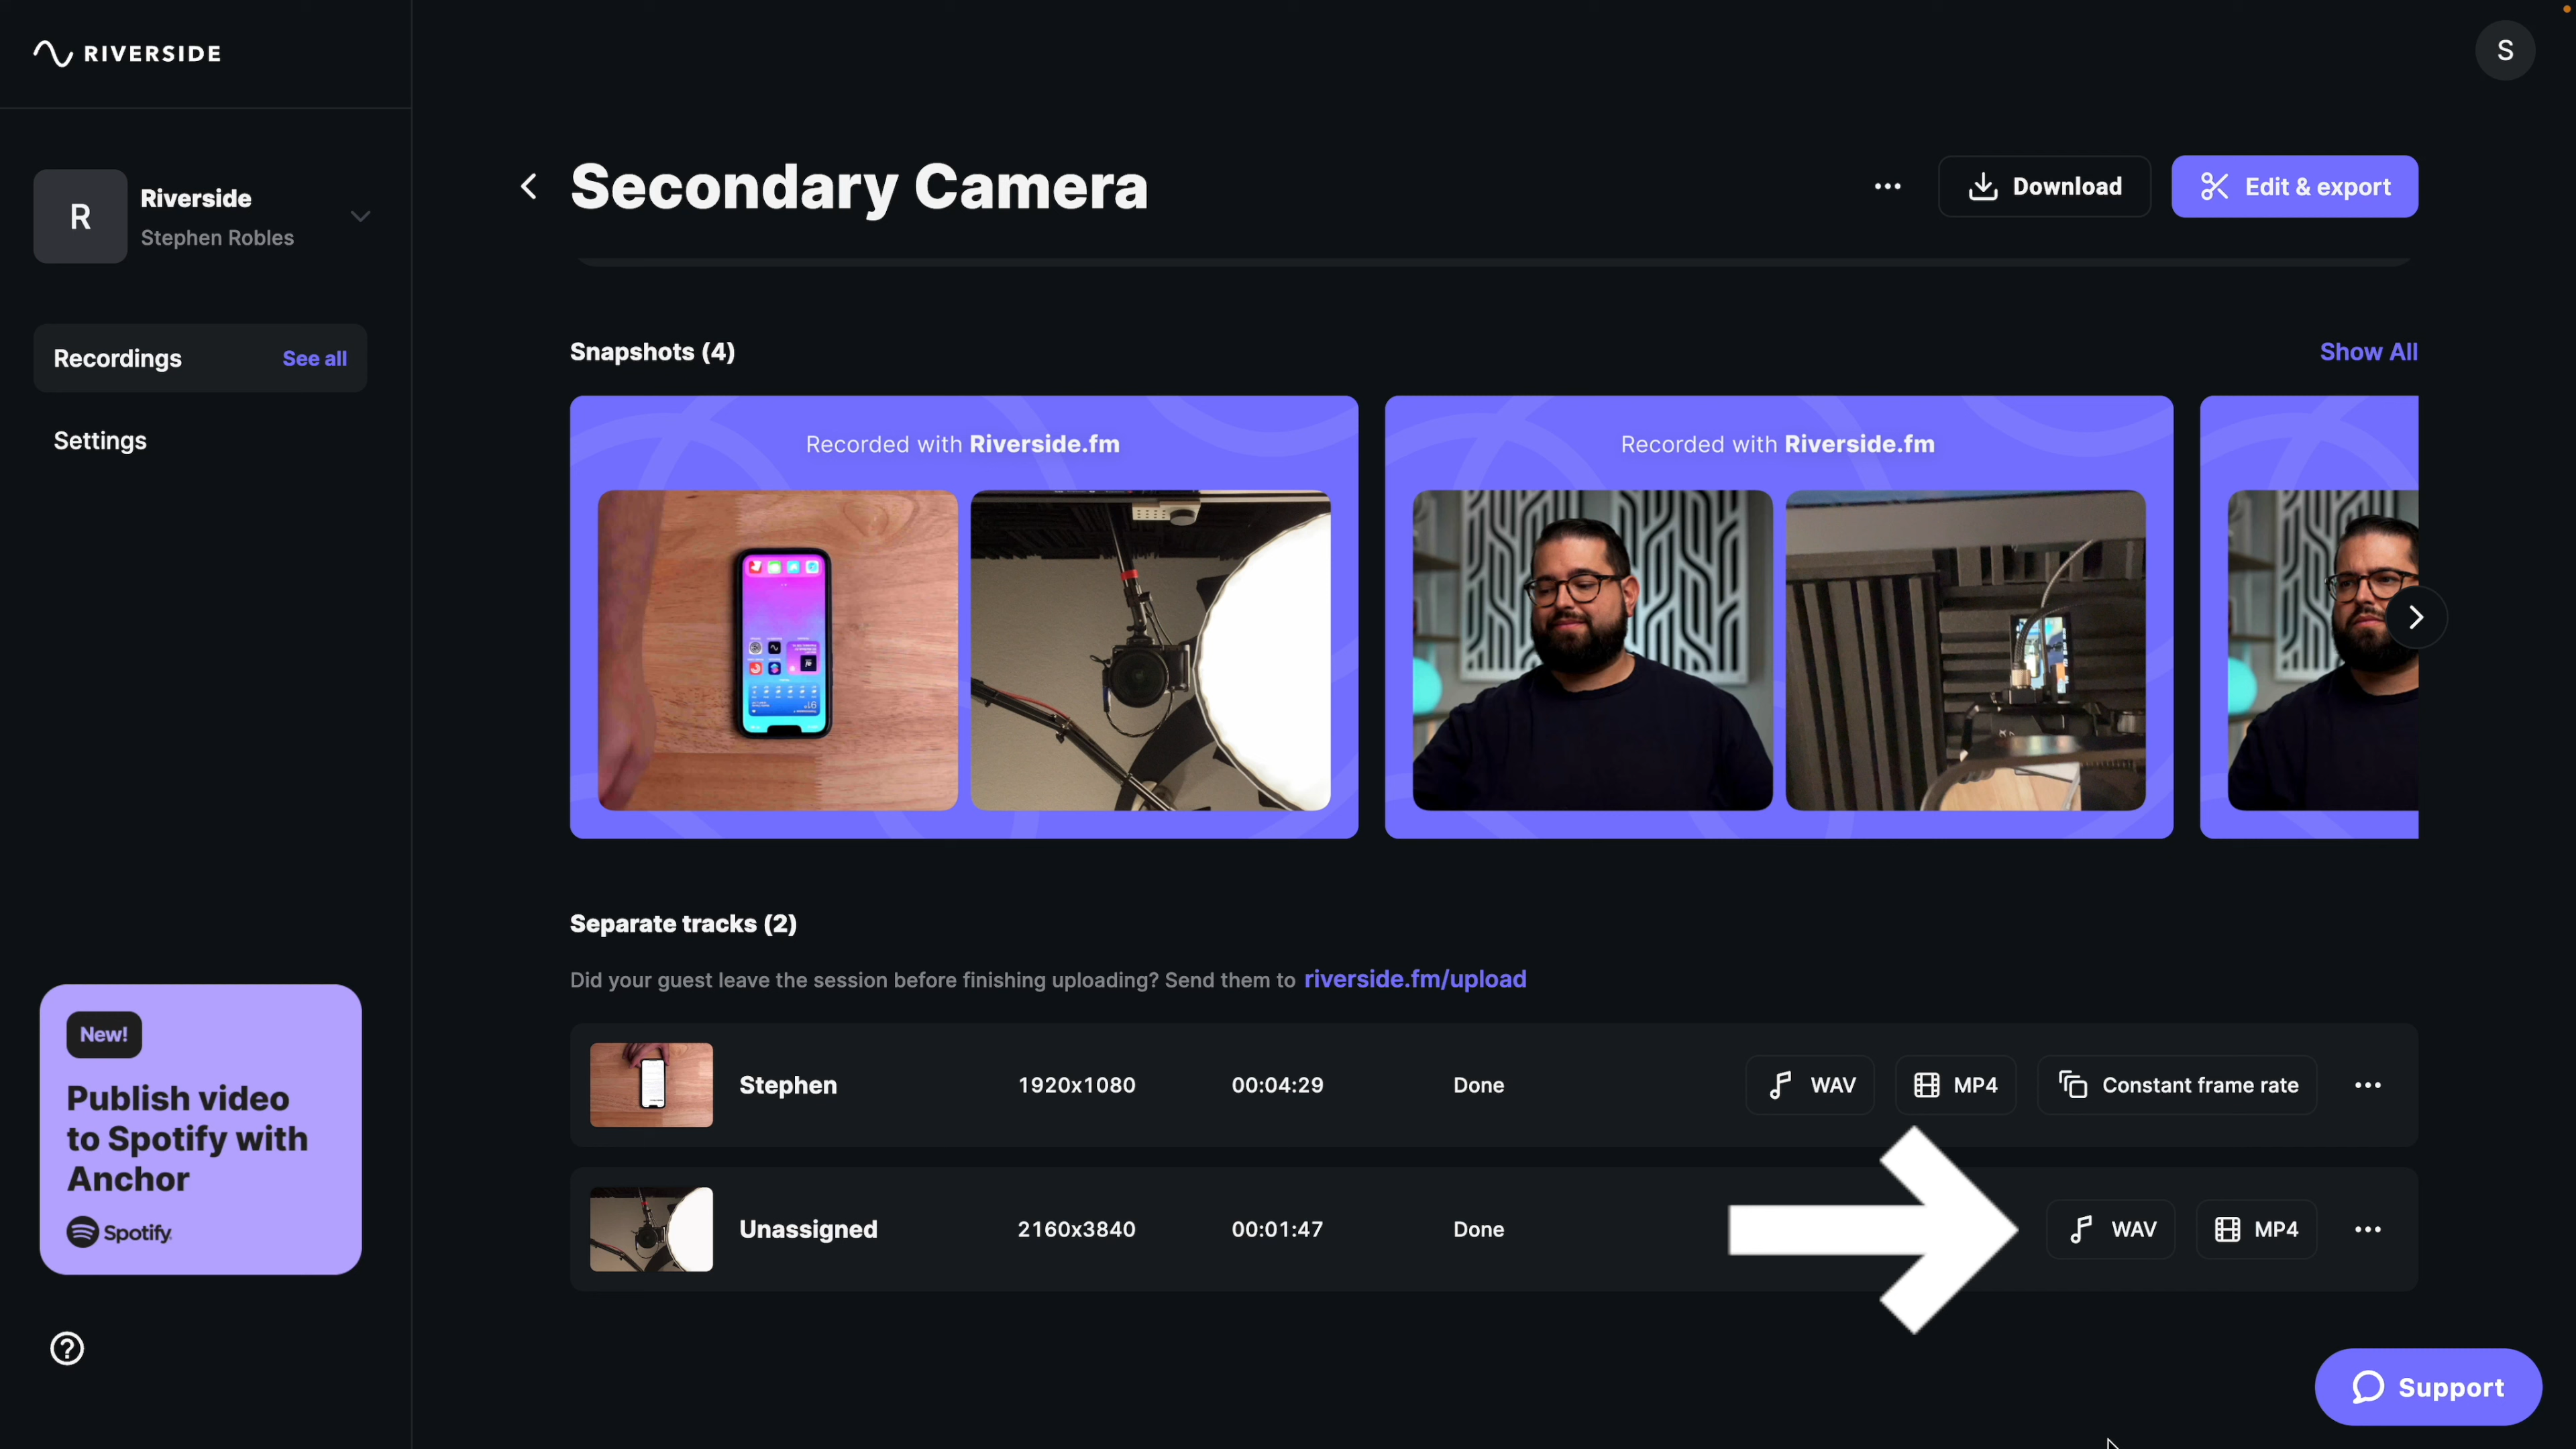 RIVERSIDE
S
R
Riverside
Stephen Robles
Recordings See all
Settings
New!
Publish video
to Spotify with
Anchor
Spotify
Secondary Camera
Download
Edit & export
Snapshots (4)
Show All
Recorded with Riverside.fm
Recorded with Riverside.fm
Separate tracks (2)
Did your guest leave the session before finishing uploading? Send them to riverside.fm/upload
Stephen 1920x1080 00:04:29 Done WAV MP4 Constant frame rate
Unassigned 2160x3840 00:01:47 Done WAV MP4
Support